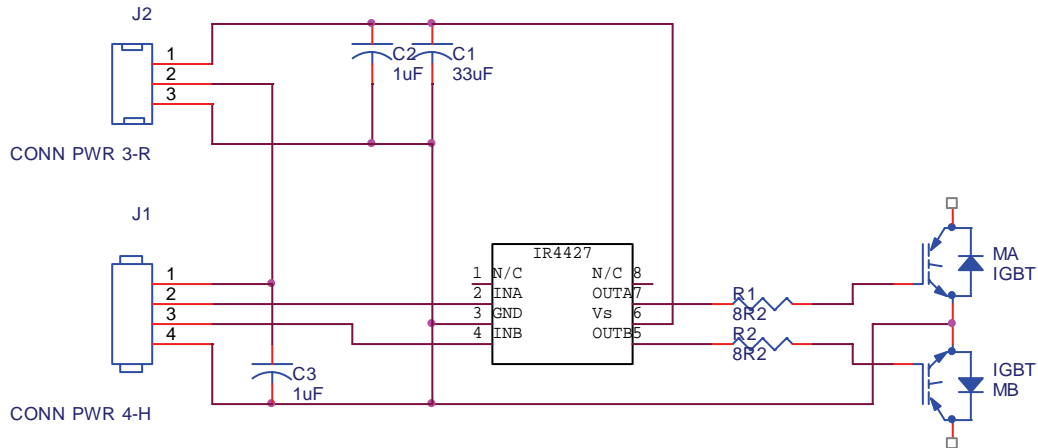 J2
1
2
3
CONN PWR 3-R
C2
1uF
C1
33uF
J1
1
2
3
4
CONN PWR 4-H
C3
1uF
IR4427
1 N/C N/C 8
2 INA OUTA 7
3 GND Vs 6
4 INB OUTB 5
R1
8R2
R2
8R2
MA
IGBT
IGBT
MB